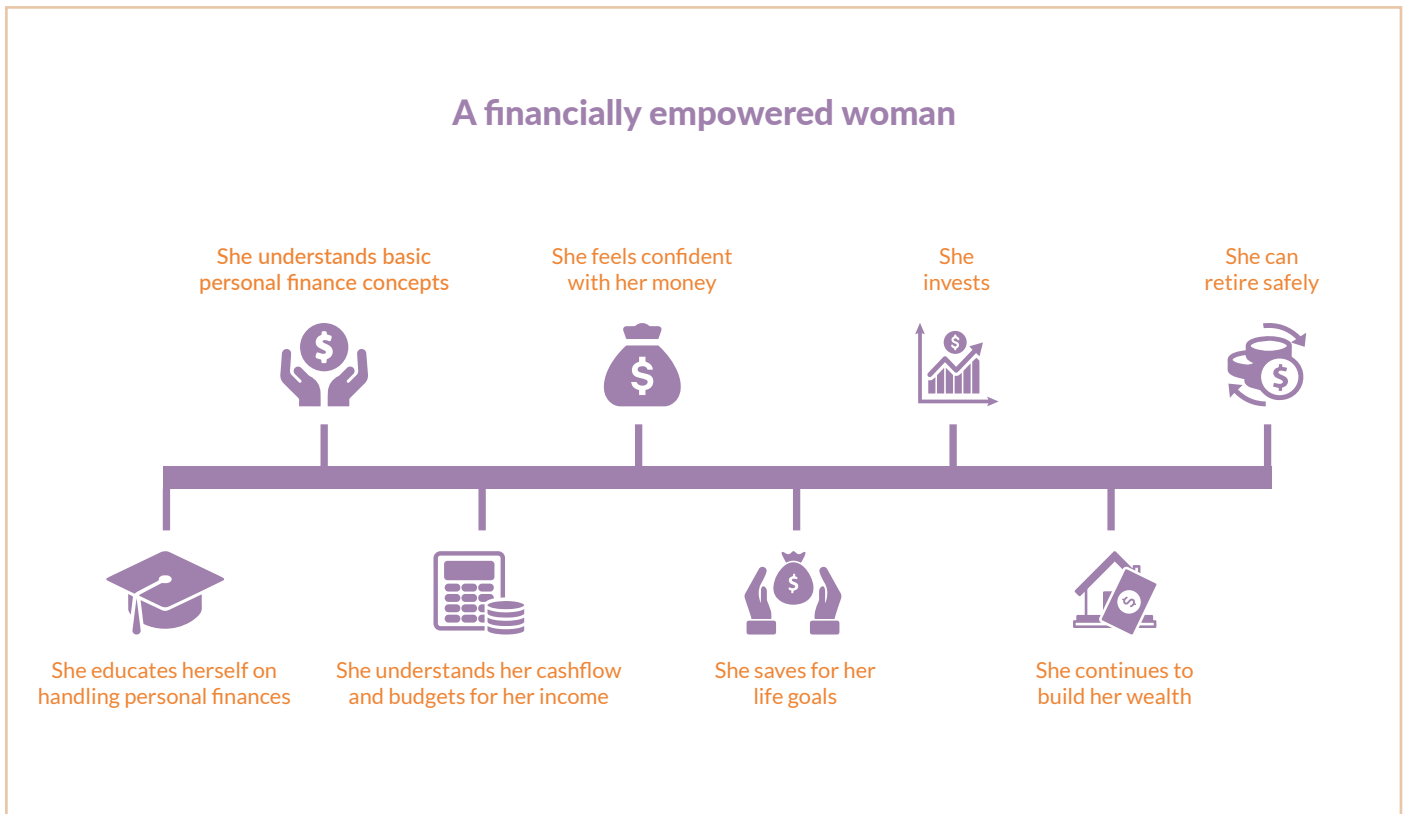 A financially empowered woman
She understands basic
personal finance concepts
She feels confident
with her money
She
invests
She can
retire safely
$
$
$
$
$
$
She educates herself on
handling personal finances
She understands her cashflow
and budgets for her income
She saves for her
life goals
She continues to
build her wealth